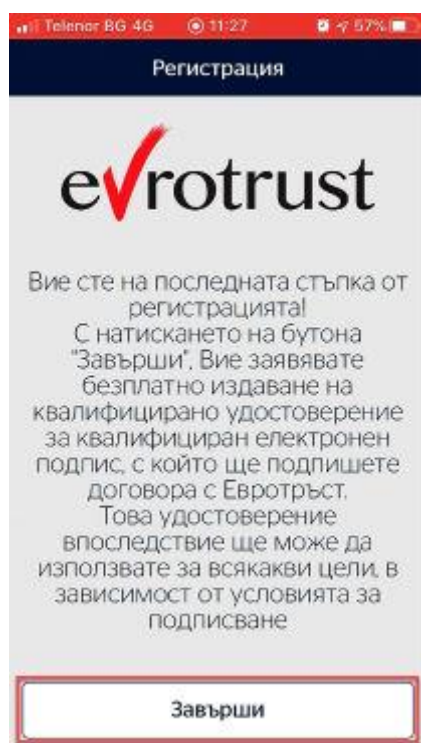 Telenor BG 4G 11:27 57%
Регистрация
evrotrust
Вие сте на последната стъпка от
регистрацията!
С натискането на бутона
"Завърши", Вие заявявате
безплатно издаване на
квалифицирано удостоверение
за квалифициран електронен
подпис, с който ще подпишете
договора с Евротръст.
Това удостоверение
впоследствие ще може да
използвате за всякакви цели, в
зависимост от условията за
подписване
Завърши